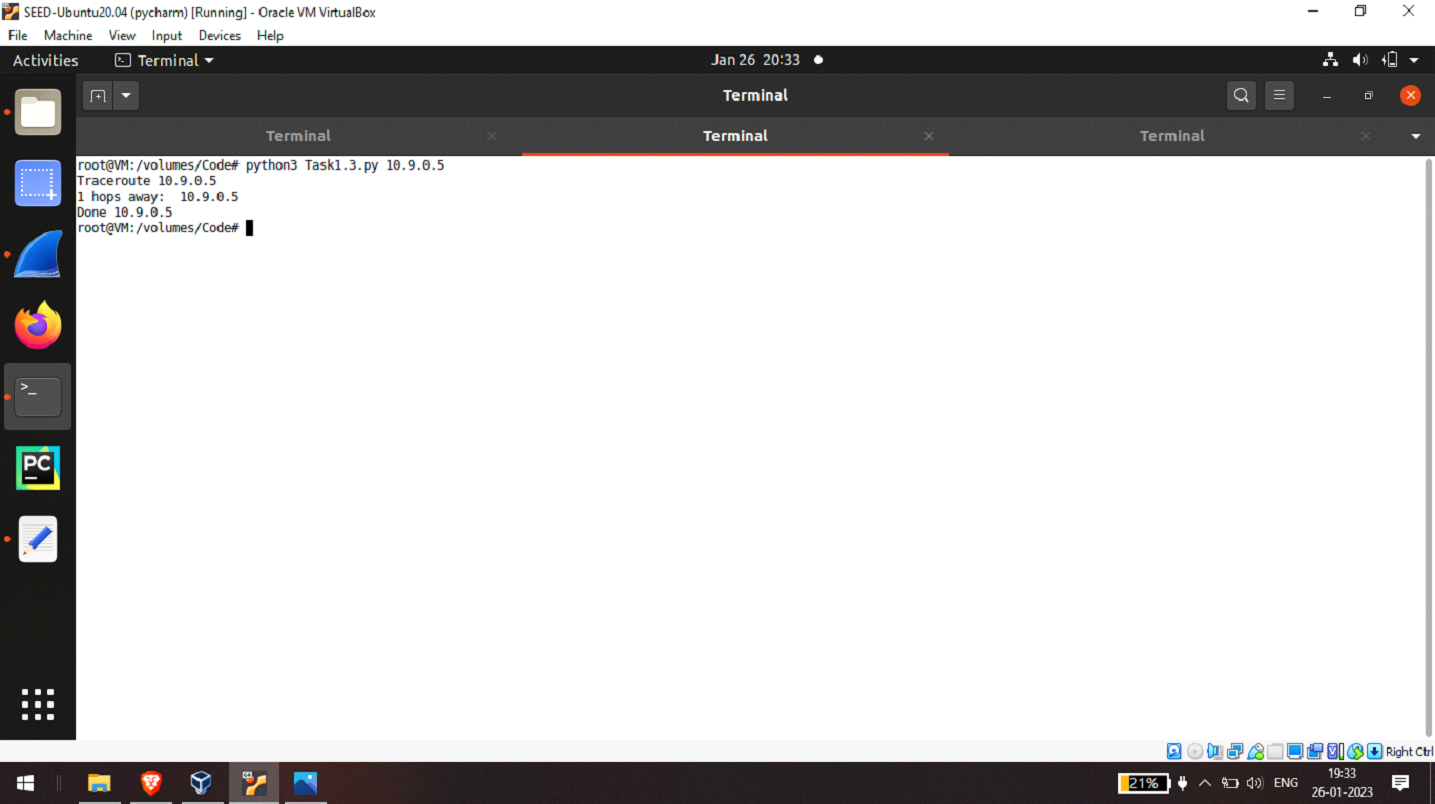 SEED-Ubuntu20.04 (pycharm) [Running] - Oracle VM VirtualBox
File Machine View Input Devices Help
Activities Terminal Jan 26 20:33
Terminal
Terminal Terminal Terminal
root@VM:/volumes/Code# python3 Task1.3.py 10.9.0.5
Traceroute 10.9.0.5
1 hops away:  10.9.0.5
Done 10.9.0.5
root@VM:/volumes/Code#
>_
PC
Right Ctrl
64
21% ENG 19:33
26-01-2023